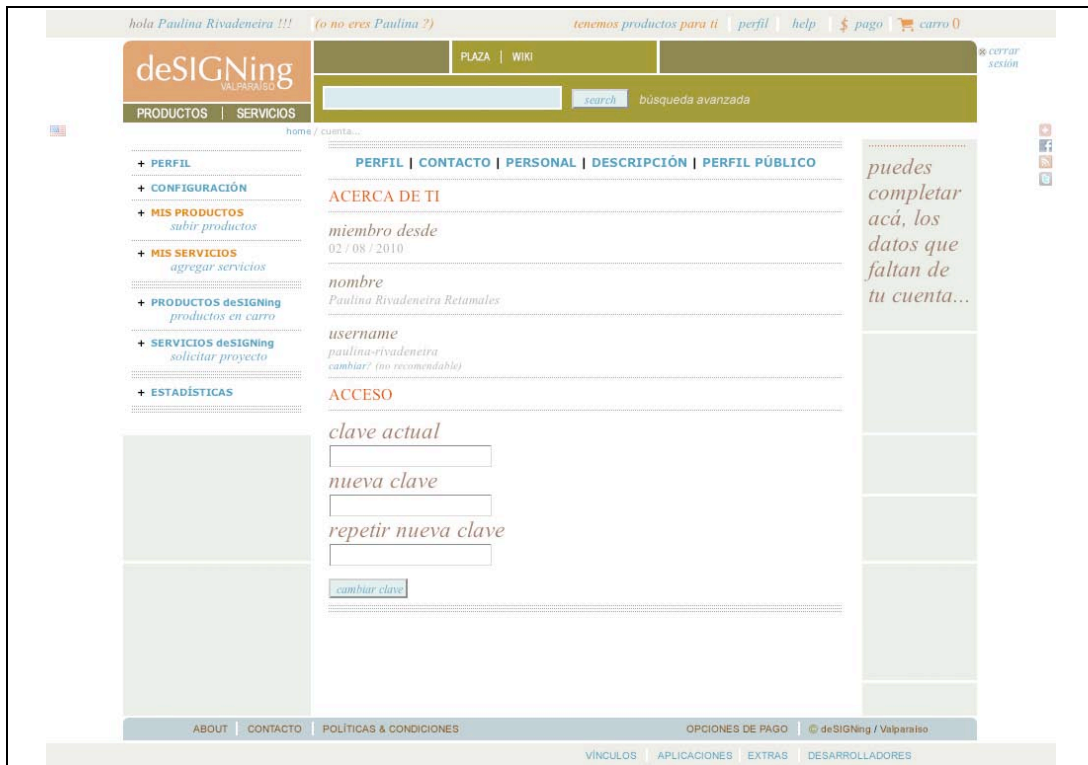 hola Paulina Rivadeneira !!! (o no eres Paulina ?) tenemos productos para ti perfil help $ pago carro 0
deSIGNing
VALPARAÍSO
PLAZA | WIKI
cerrar
sesión
search búsqueda avanzada
PRODUCTOS | SERVICIOS
home / cuenta...
+ PERFIL
+ CONFIGURACIÓN
+ MIS PRODUCTOS
subir productos
+ MIS SERVICIOS
agregar servicios
+ PRODUCTOS deSIGNing
productos en carro
+ SERVICIOS deSIGNing
solicitar proyecto
+ ESTADÍSTICAS
PERFIL | CONTACTO | PERSONAL | DESCRIPCIÓN | PERFIL PÚBLICO
ACERCA DE TI
miembro desde
02 / 08 / 2010
nombre
Paulina Rivadeneira Retamales
username
paulina-rivadeneira
cambiar? (no recomendable)
ACCESO
clave actual
nueva clave
repetir nueva clave
cambiar clave
puedes
completar
acá, los
datos que
faltan de
tu cuenta...
ABOUT CONTACTO POLÍTICAS & CONDICIONES OPCIONES DE PAGO © deSIGNing / Valparaíso
VÍNCULOS APLICACIONES EXTRAS DESARROLLADORES